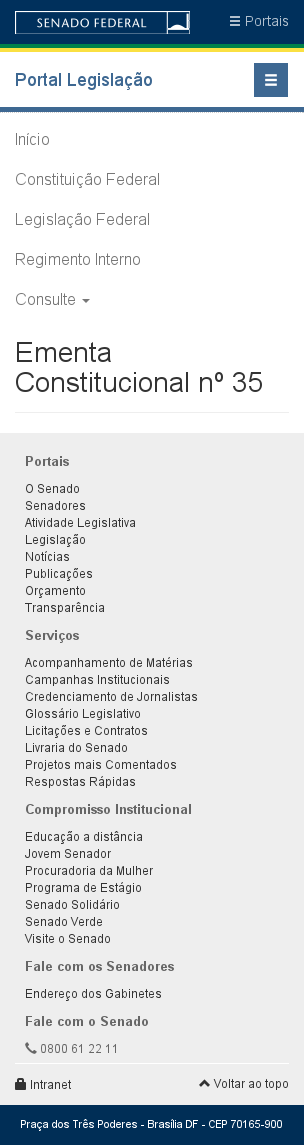 SENADO FEDERAL
Portais
Portal Legislação
Início
Constituição Federal
Legislação Federal
Regimento Interno
Consulte
Ementa
Constitucional nº 35
Portais
O Senado
Senadores
Atividade Legislativa
Legislação
Notícias
Publicações
Orçamento
Transparência
Serviços
Acompanhamento de Matérias
Campanhas Institucionais
Credenciamento de Jornalistas
Glossário Legislativo
Licitações e Contratos
Livraria do Senado
Projetos mais Comentados
Respostas Rápidas
Compromisso Institucional
Educação a distância
Jovem Senador
Procuradoria da Mulher
Programa de Estágio
Senado Solidário
Senado Verde
Visite o Senado
Fale com os Senadores
Endereço dos Gabinetes
Fale com o Senado
0800 61 22 11
Intranet
Voltar ao topo
Praça dos Três Poderes - Brasília DF - CEP 70165-900